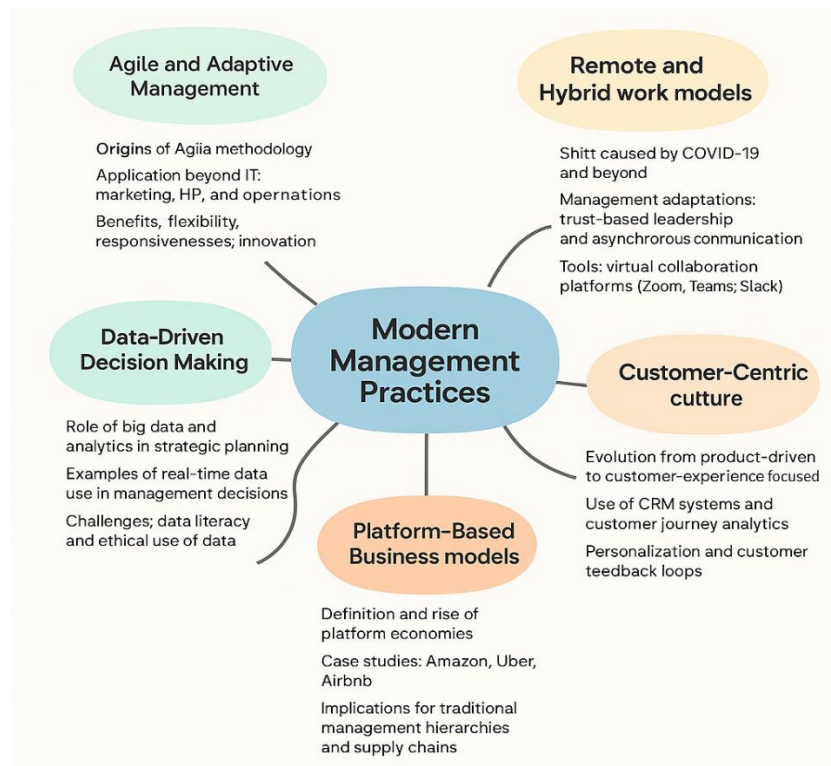 Agile and Adaptive
Management
Origins of Agiia methodology
Application beyond IT:
marketing, HP, and opernations
Benefits, flexibility,
responsivenesses; innovation
Remote and
Hybrid work models
Shitt caused by COVID-19
and beyond
Management adaptations:
trust-based leadership
and asynchrorous conmunication
Tools: virtual collaboration
platforms (Zoom, Teams; Slack)
Modern
Management
Practices
Data-Driven
Decision Making
Role of big data and
analytics in strategic planning
Examples of real-time data
use in management decisions
Challenges; data literacy
and ethical use of data
Customer-Centric
cutture
Evolution from product-driven
to customer-experience focused
Use of CRM systems and
customer journey analytics
Personalization and customer
teedback loops
Platform-Based
Business models
Definition and rise of
platform economies
Case studies: Amazon, Uber,
Airbnb
Implications for traditional
management hierarchies
and supply chains